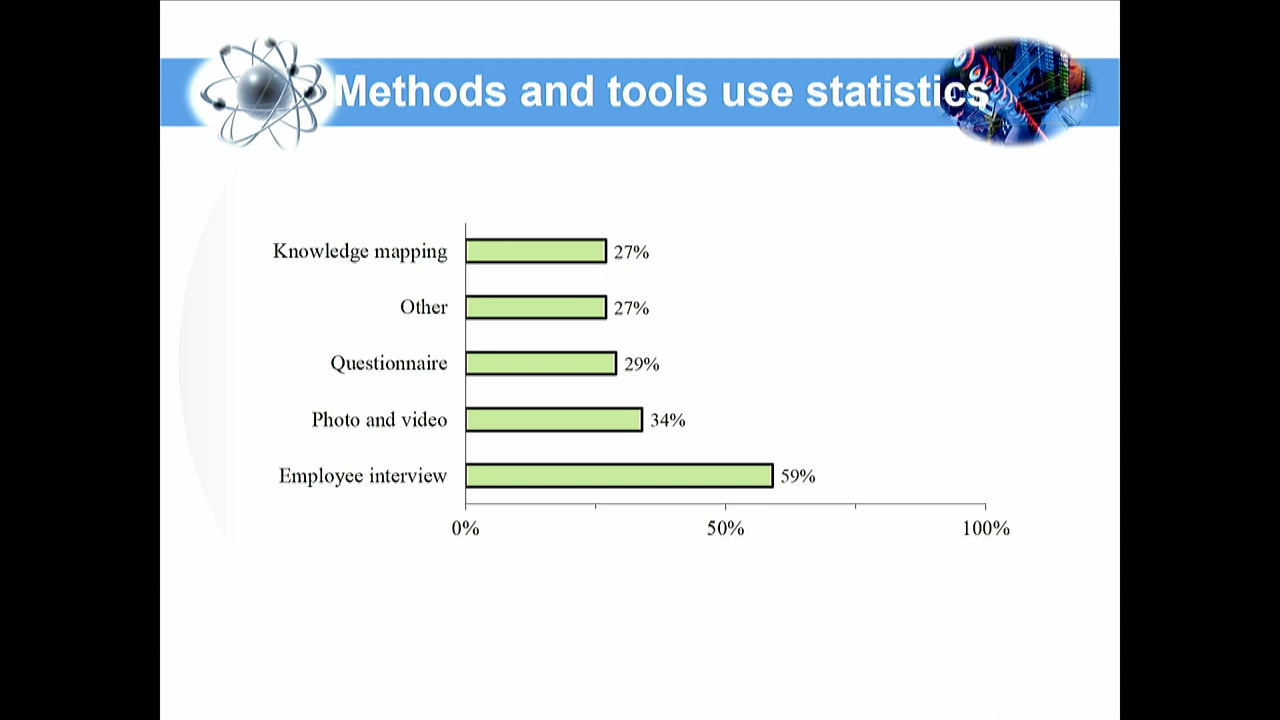 Methods and tools use statistics
Knowledge mapping 27%
Other 27%
Questionnaire 29%
Photo and video 34%
Employee interview 59%
0% 50% 100%